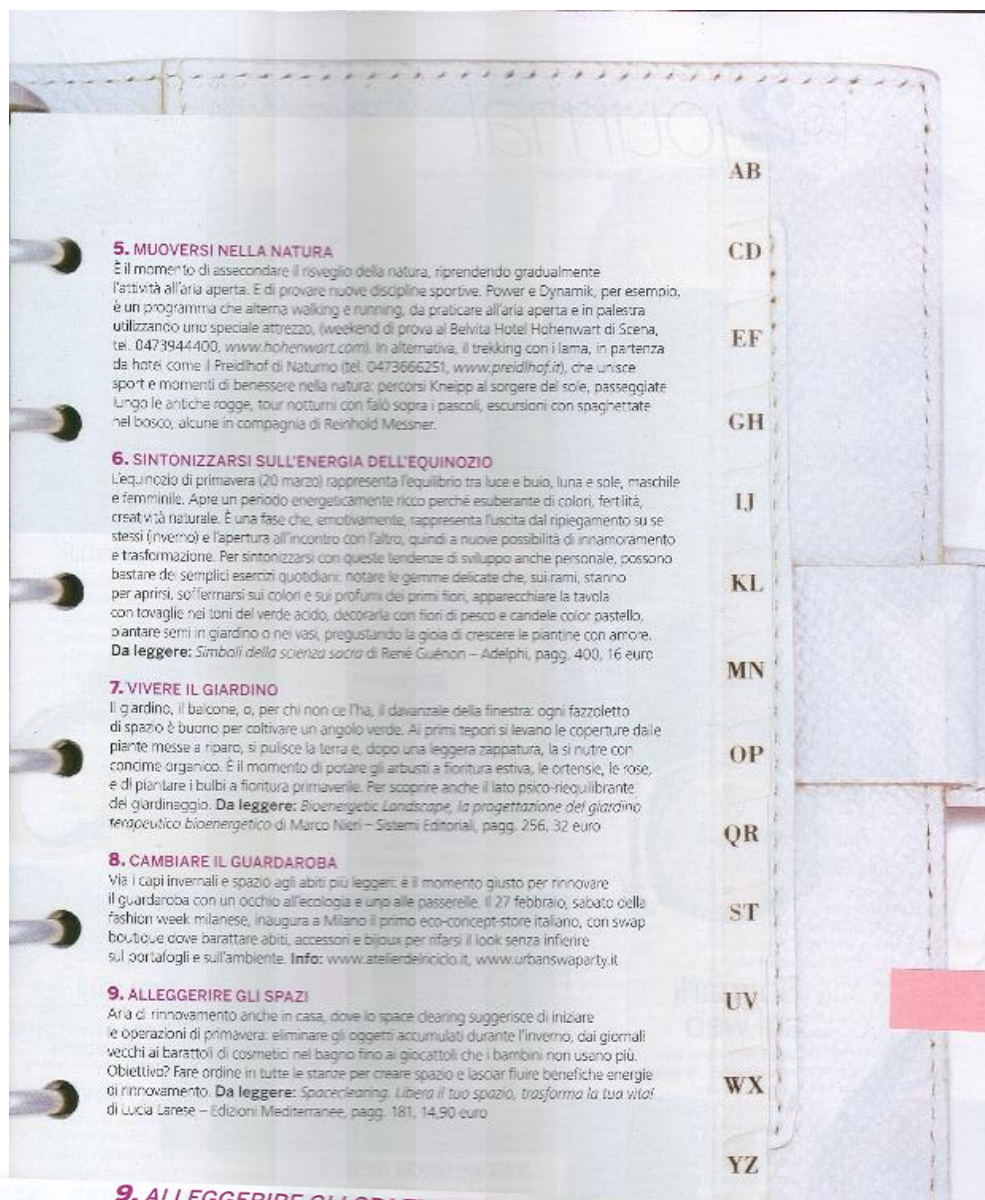 5. MUOVERSI NELLA NATURA
È il momento di assecondare il risveglio della natura, riprendendo gradualmente
l'attività all'aria aperta. E di provare nuove discipline sportive. Power e Dynamik, per esempio,
è un programma che alterna walking e running, da praticare all'aria aperta e in palestra
utilizzando uno speciale attrezzo, (weekend di prova al Belvita Hotel Hohenwart di Scena,
tel. 0473944400, www.hohenwart.com). In alternativa, il trekking con i lama, in partenza
da hotel come il Preidlhof di Naturno (tel. 0473666251, www.preidlhof.it), che unisce
sport e momenti di benessere nella natura: percorsi Kneipp al sorgere del sole, passeggiate
lungo le antiche rogge, tour notturni con falò sopra i pascoli, escursioni con spaghettate
nel bosco, alcune in compagnia di Reinhold Messner.
6. SINTONIZZARSI SULL'ENERGIA DELL'EQUINOZIO
L'equinozio di primavera (20 marzo) rappresenta l'equilibrio tra luce e buio, luna e sole, maschile
e femminile. Apre un periodo energeticamente ricco perché esuberante di colori, fertilità,
creatività naturale. È una fase che, emotivamente, rappresenta l'uscita dal ripiegamento su se
stessi (inverno) e l'apertura all'incontro con l'altro, quindi a nuove possibilità di innamoramento
e trasformazione. Per sintonizzarsi con queste tendenze di sviluppo anche personale, possono
bastare dei semplici esercizi quotidiani: notare le gemme delicate che, sui rami, stanno
per aprirsi, soffermarsi sui colori e sui profumi dei primi fiori, apparecchiare la tavola
con tovaglie nei toni del verde acido, decorarla con fiori di pesco e candele color pastello,
piantare semi in giardino o nei vasi, pregustando la gioia di crescere le piantine con amore.
Da leggere: Simboli della scienza sacra di René Guénon – Adelphi, pagg. 400, 16 euro
7. VIVERE IL GIARDINO
Il giardino, il balcone, o, per chi non ce l'ha, il davanzale della finestra: ogni fazzoletto
di spazio è buono per coltivare un angolo verde. Ai primi tepori si levano le coperture dalle
piante messe a riparo, si pulisce la terra e, dopo una leggera zappatura, la si nutre con
concime organico. È il momento di potare gli arbusti a fioritura estiva, le ortensie, le rose,
e di piantare i bulbi a fioritura primaverile. Per scoprire anche il lato psico-riequilibrante
del giardinaggio. Da leggere: Bioenergetic Landscape, la progettazione del giardino
terapeutico bioenergetico di Marco Nieri – Sistemi Editoriali, pagg. 256, 32 euro
8. CAMBIARE IL GUARDAROBA
Via i capi invernali e spazio agli abiti più leggeri: è il momento giusto per rinnovare
il guardaroba con un occhio all'ecologia e uno alle passerelle. Il 27 febbraio, sabato della
fashion week milanese, inaugura a Milano il primo eco-concept-store italiano, con swap
boutique dove barattare abiti, accessori e bijoux per rifarsi il look senza infierire
sul portafogli e sull'ambiente. Info: www.atelierdelriciclo.it, www.urbanswaparty.it
9. ALLEGGERIRE GLI SPAZI
Aria di rinnovamento anche in casa, dove lo space clearing suggerisce di iniziare
le operazioni di primavera: eliminare gli oggetti accumulati durante l'inverno, dai giornali
vecchi ai barattoli di cosmetici nel bagno fino ai giocattoli che i bambini non usano più.
Obiettivo? Fare ordine in tutte le stanze per creare spazio e lasciar fluire benefiche energie
di rinnovamento. Da leggere: Spaceclearing. Libera il tuo spazio, trasforma la tua vita!
di Lucia Larese – Edizioni Mediterranee, pagg. 181, 14,90 euro
AB
CD
EF
GH
IJ
KL
MN
OP
QR
ST
UV
WX
YZ
9. ALLEGGERIRE GLI SPAZI